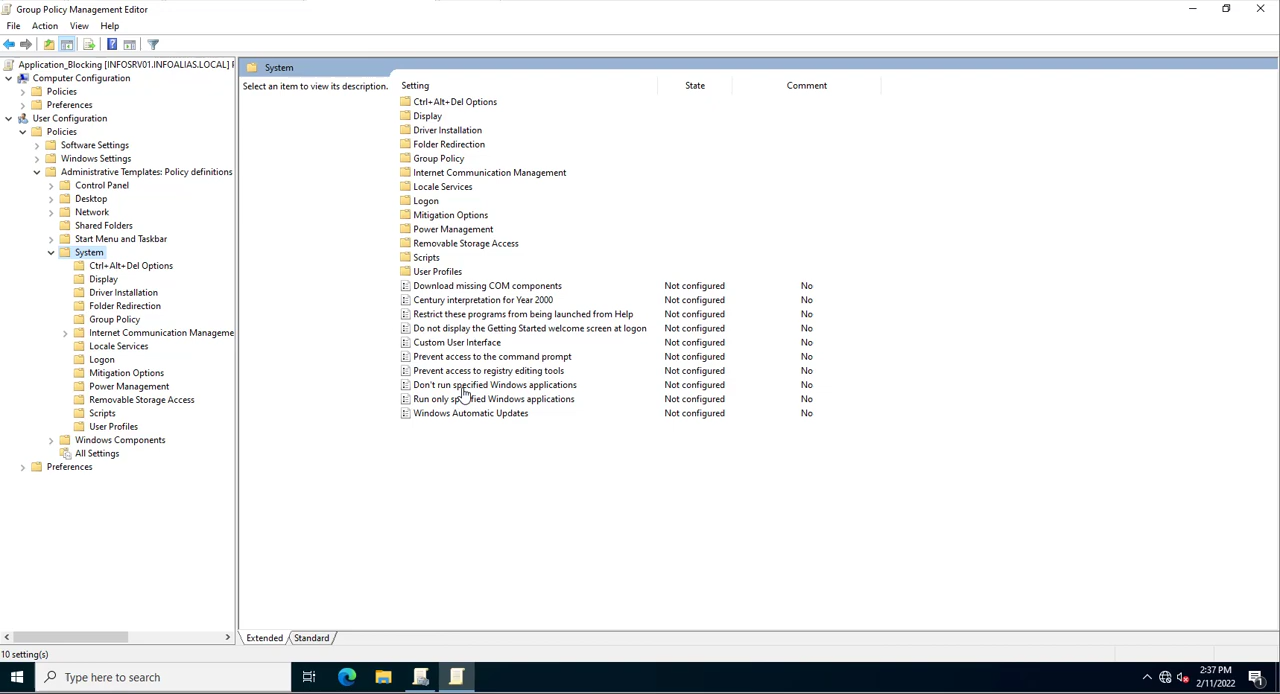 Group Policy Management Editor
File Action View Help
Application_Blocking [INFOSRV01.INFOALIAS.LOCAL]
Computer Configuration
Policies
Preferences
User Configuration
Policies
Software Settings
Windows Settings
Administrative Templates: Policy definitions
Control Panel
Desktop
Network
Shared Folders
Start Menu and Taskbar
System
Ctrl+Alt+Del Options
Display
Driver Installation
Folder Redirection
Group Policy
Internet Communication Manageme
Locale Services
Logon
Mitigation Options
Power Management
Removable Storage Access
Scripts
User Profiles
Windows Components
All Settings
Preferences
System
Select an item to view its description.
Setting State Comment
Ctrl+Alt+Del Options
Display
Driver Installation
Folder Redirection
Group Policy
Internet Communication Management
Locale Services
Logon
Mitigation Options
Power Management
Removable Storage Access
Scripts
User Profiles
Download missing COM components Not configured No
Century interpretation for Year 2000 Not configured No
Restrict these programs from being launched from Help Not configured No
Do not display the Getting Started welcome screen at logon Not configured No
Custom User Interface Not configured No
Prevent access to the command prompt Not configured No
Prevent access to registry editing tools Not configured No
Don't run specified Windows applications Not configured No
Run only specified Windows applications Not configured No
Windows Automatic Updates Not configured No
Extended Standard
10 setting(s)
Type here to search
2:37 PM
2/11/2022
1